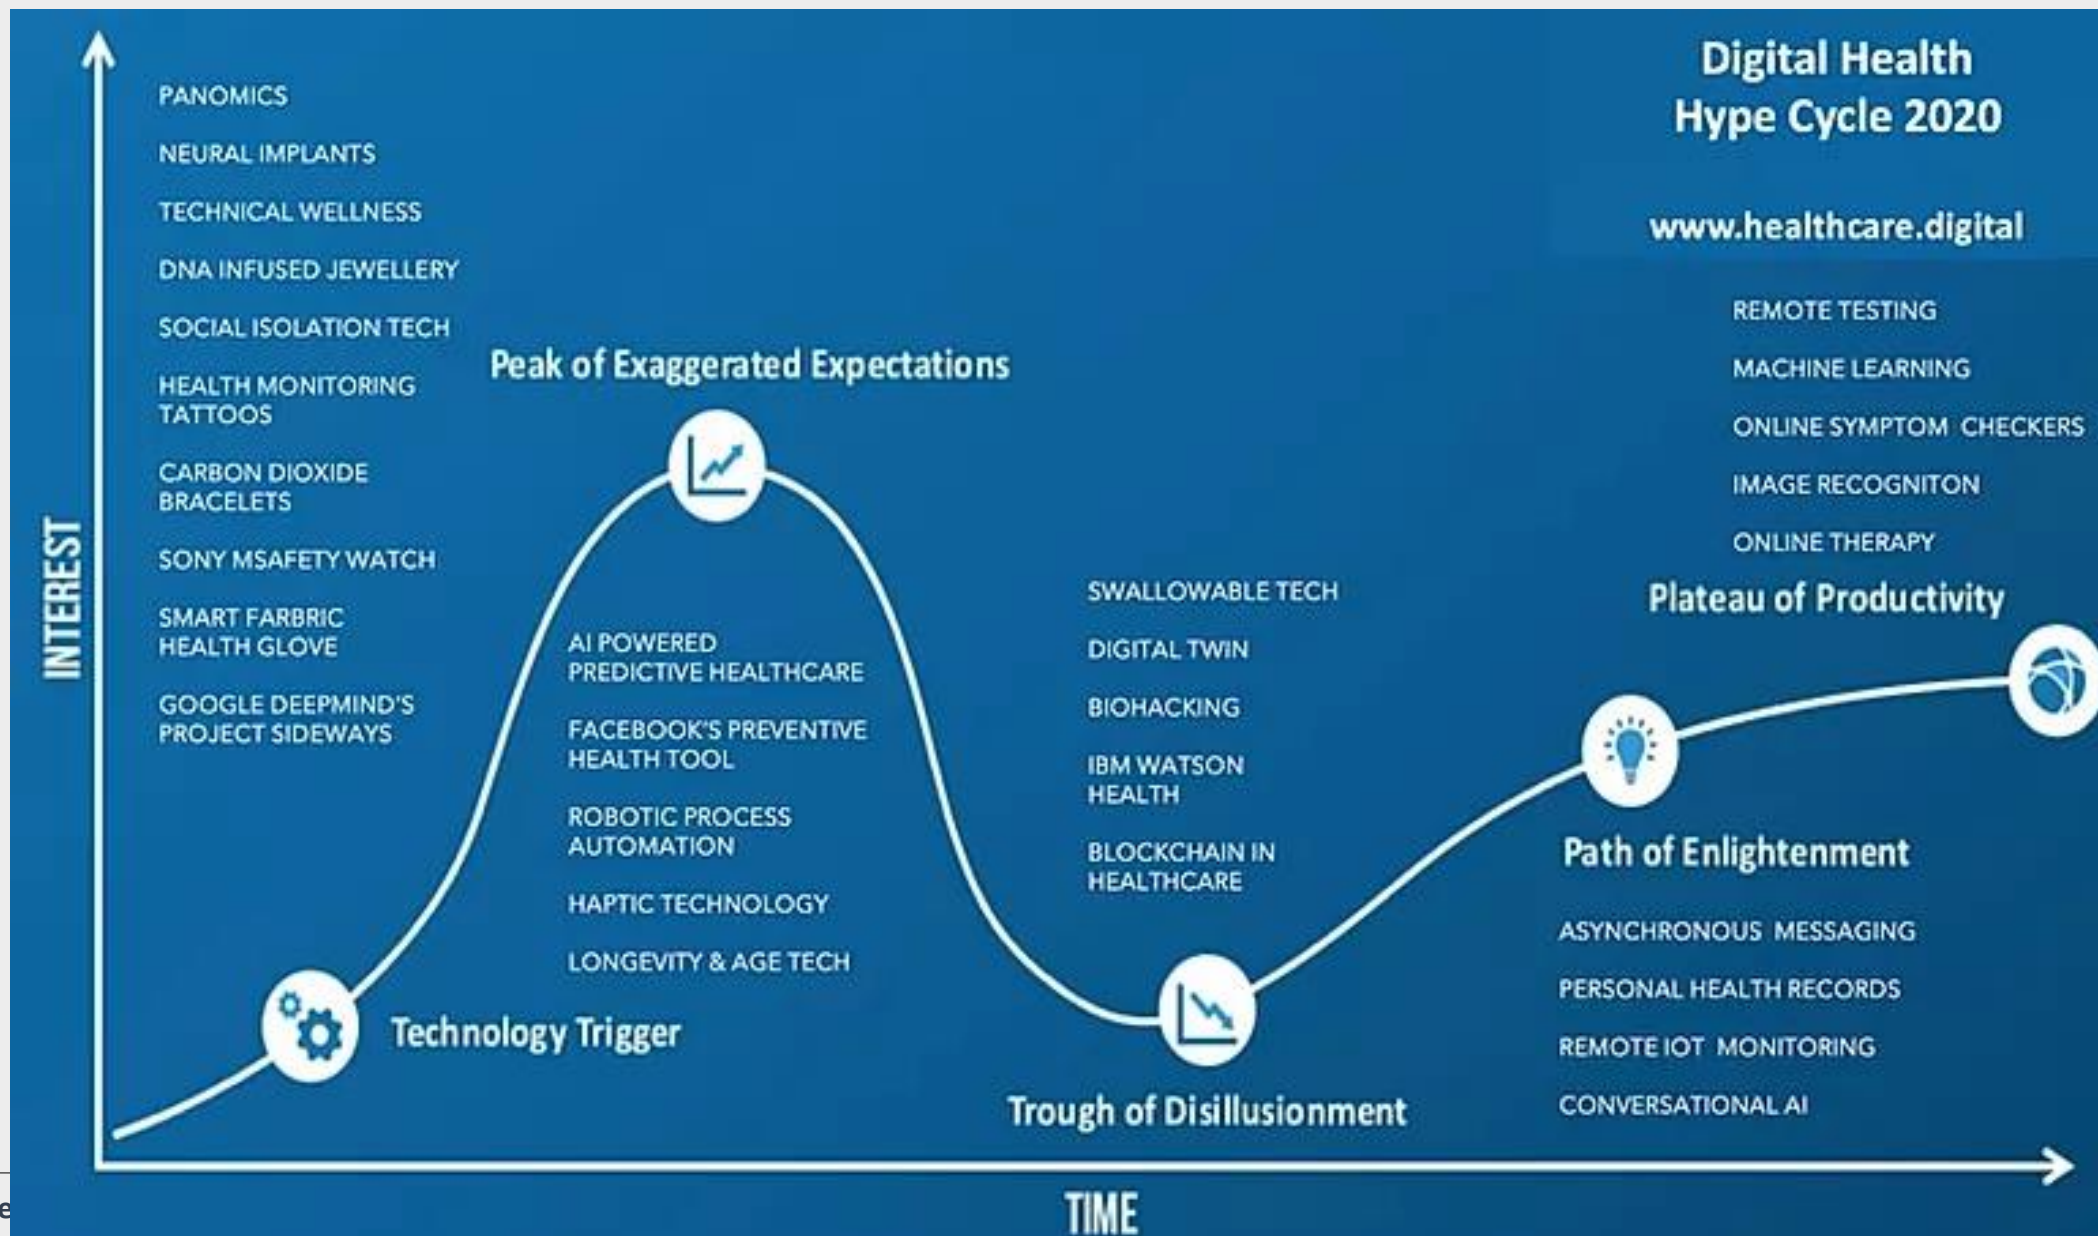 Digital Health
Hype Cycle 2020
www.healthcare.digital
INTEREST
PANOMICS
NEURAL IMPLANTS
TECHNICAL WELLNESS
DNA INFUSED JEWELLERY
SOCIAL ISOLATION TECH
HEALTH MONITORING
TATTOOS
CARBON DIOXIDE
BRACELETS
SONY MSAFETY WATCH
SMART FARBRIC
HEALTH GLOVE
GOOGLE DEEPMIND'S
PROJECT SIDEWAYS
Technology Trigger
Peak of Exaggerated Expectations
AI POWERED
PREDICTIVE HEALTHCARE
FACEBOOK'S PREVENTIVE
HEALTH TOOL
ROBOTIC PROCESS
AUTOMATION
HAPTIC TECHNOLOGY
LONGEVITY & AGE TECH
SWALLOWABLE TECH
DIGITAL TWIN
BIOHACKING
IBM WATSON
HEALTH
BLOCKCHAIN IN
HEALTHCARE
Trough of Disillusionment
REMOTE TESTING
MACHINE LEARNING
ONLINE SYMPTOM CHECKERS
IMAGE RECOGNITON
ONLINE THERAPY
Plateau of Productivity
Path of Enlightenment
ASYNCHRONOUS MESSAGING
PERSONAL HEALTH RECORDS
REMOTE IOT MONITORING
CONVERSATIONAL AI
TIME